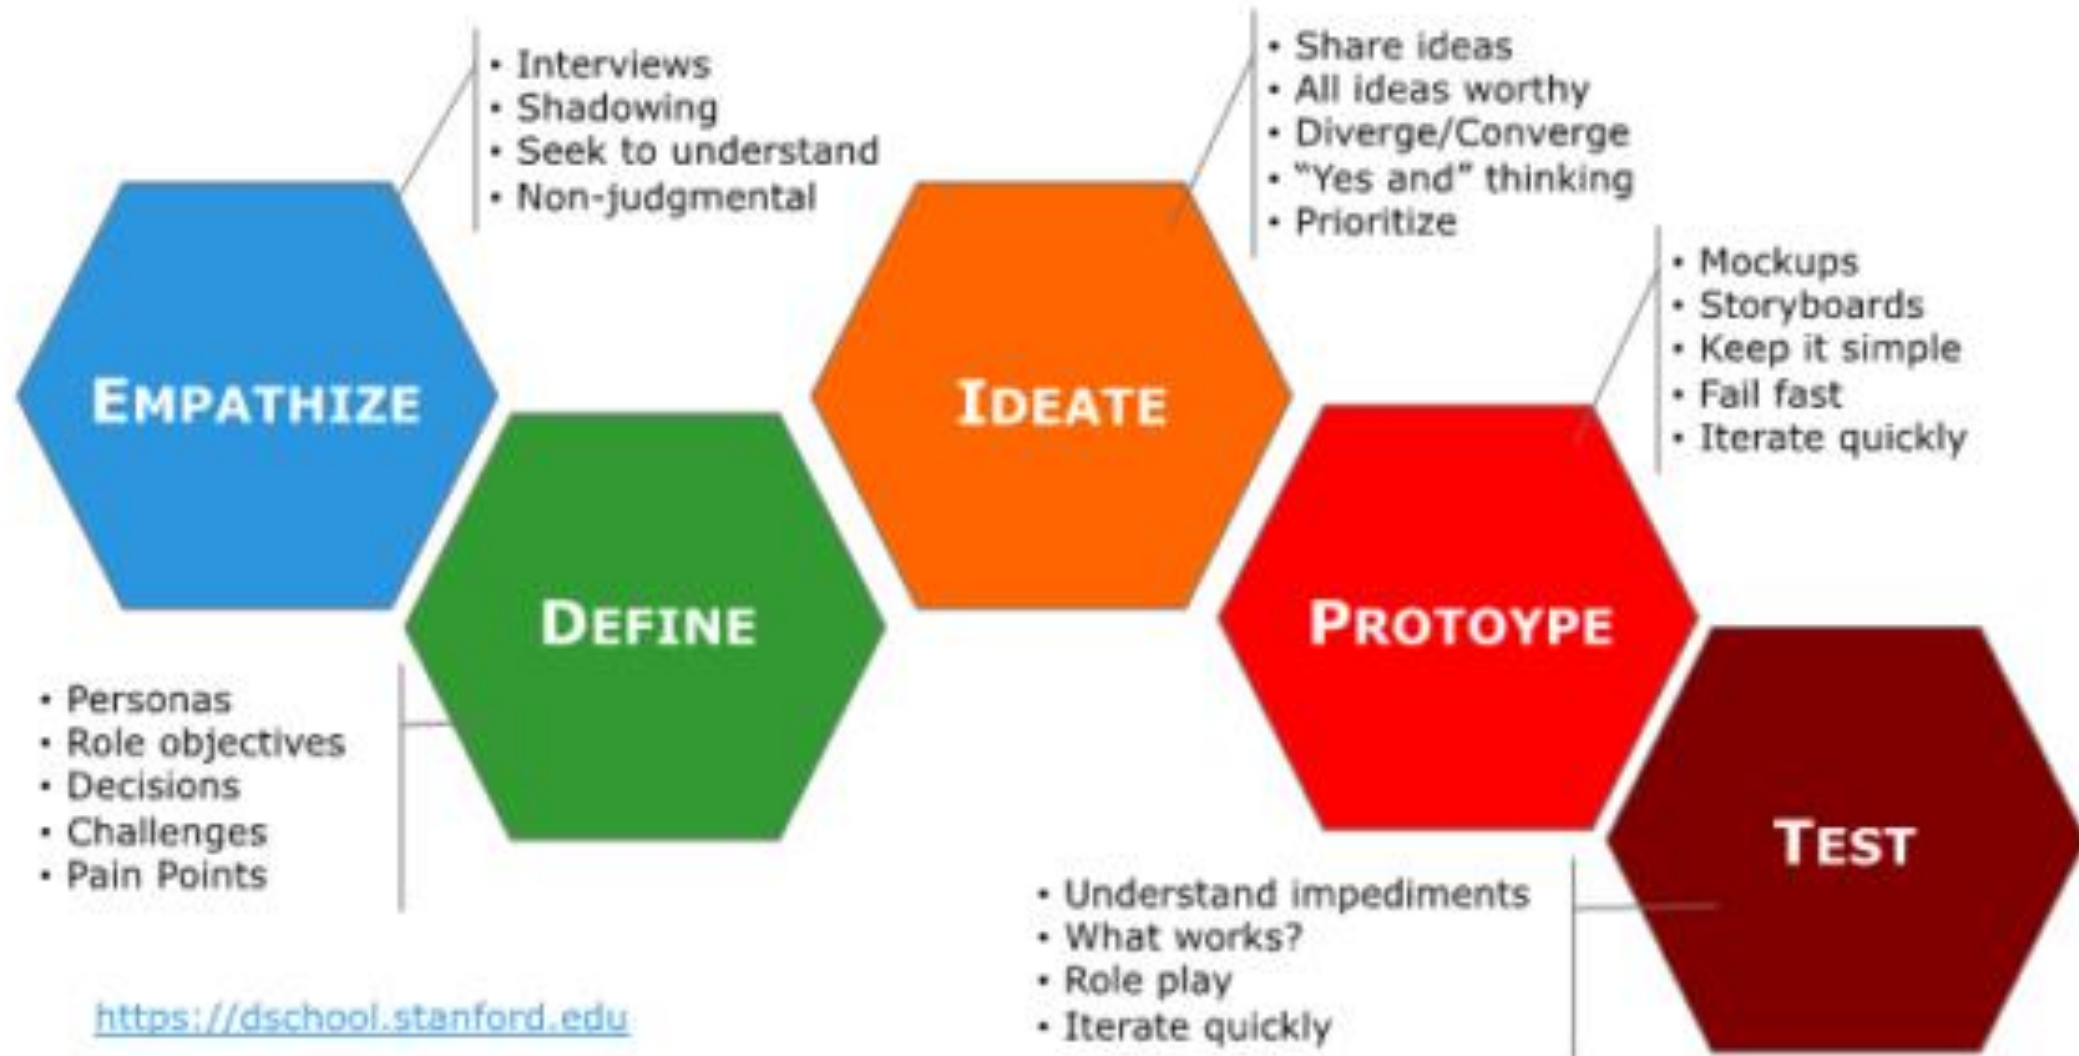 • Interviews
• Shadowing
• Seek to understand
• Non-judgmental
EMPATHIZE
• Personas
• Role objectives
• Decisions
• Challenges
• Pain Points
DEFINE
• Share ideas
• All ideas worthy
• Diverge/Converge
• “Yes and” thinking
• Prioritize
IDEATE
• Mockups
• Storyboards
• Keep it simple
• Fail fast
• Iterate quickly
PROTOYPE
• Understand impediments
• What works?
• Role play
• Iterate quickly
TEST
https://dschool.stanford.edu